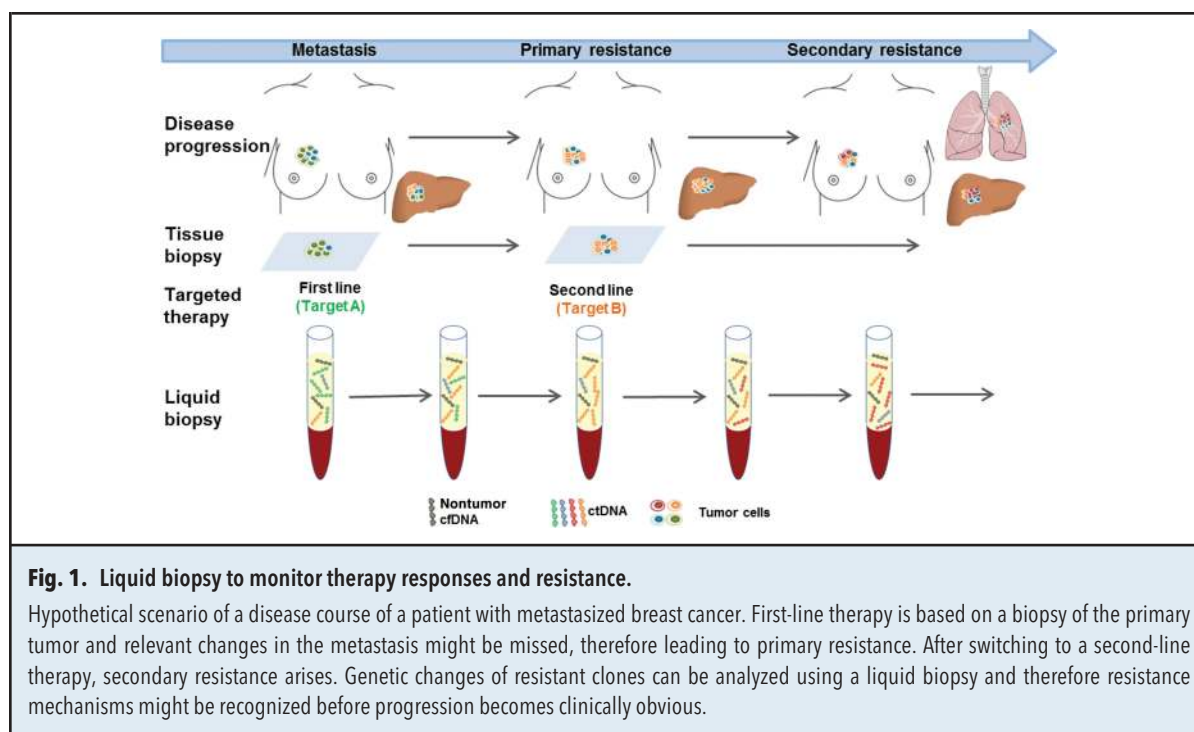 Metastasis Primary resistance Secondary resistance
Disease
progression
Tissue
biopsy
Targeted
therapy
First line
(Target A)
Second line
(Target B)
Liquid
biopsy
Nontumor
cfDNA
ctDNA
Tumor cells
Fig. 1. Liquid biopsy to monitor therapy responses and resistance.
Hypothetical scenario of a disease course of a patient with metastasized breast cancer. First-line therapy is based on a biopsy of the primary
tumor and relevant changes in the metastasis might be missed, therefore leading to primary resistance. After switching to a second-line
therapy, secondary resistance arises. Genetic changes of resistant clones can be analyzed using a liquid biopsy and therefore resistance
mechanisms might be recognized before progression becomes clinically obvious.